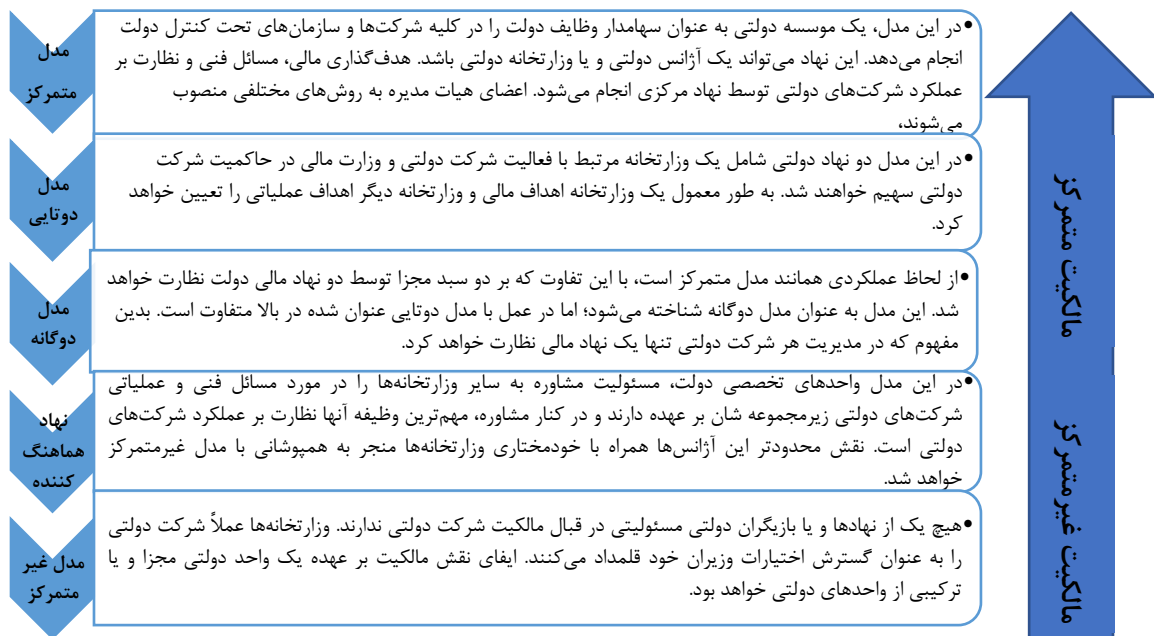 مدل
متمرکز
•در این مدل، یک موسسه دولتی به عنوان سهامدار وظایف دولت را در کلیه شرکت‌ها و سازمان‌های تحت کنترل دولت
انجام می‌دهد. این نهاد می‌تواند یک آژانس دولتی و یا وزارتخانه دولتی باشد. هدف‌گذاری مالی، مسائل فنی و نظارت بر
عملکرد شرکت‌های دولتی توسط نهاد مرکزی انجام می‌شود. اعضای هیات مدیره به روش‌های مختلفی منصوب
می‌شوند،
مدل
دوتایی
•در این مدل دو نهاد دولتی شامل یک وزارتخانه مرتبط با فعالیت شرکت دولتی و وزارت مالی در حاکمیت شرکت
دولتی سهیم خواهند شد. به طور معمول یک وزارتخانه اهداف مالی و وزارتخانه دیگر اهداف عملیاتی را تعیین خواهد
کرد.
مدل
دوگانه
•از لحاظ عملکردی همانند مدل متمرکز است، با این تفاوت که بر دو سبد مجزا توسط دو نهاد مالی دولت نظارت خواهد
شد. این مدل به عنوان مدل دوگانه شناخته می‌شود؛ اما در عمل با مدل دوتایی عنوان شده در بالا متفاوت است. بدین
مفهوم که در مدیریت هر شرکت دولتی تنها یک نهاد مالی نظارت خواهد کرد.
نهاد
هماهنگ
کننده
•در این مدل واحدهای تخصصی دولت، مسئولیت مشاوره به سایر وزارتخانه‌ها را در مورد مسائل فنی و عملیاتی
شرکت‌های دولتی زیرمجموعه شان بر عهده دارند و در کنار مشاوره، مهم‌ترین وظیفه آنها نظارت بر عملکرد شرکت‌های
دولتی است. نقش محدودتر این آژانس‌ها همراه با خودمختاری وزارتخانه‌ها منجر به همپوشانی با مدل غیرمتمرکز
خواهد شد.
مدل غیر
متمرکز
•هیچ یک از نهادها و یا بازیگران دولتی مسئولیتی در قبال مالکیت شرکت دولتی ندارند. وزارتخانه‌ها عملاً شرکت دولتی
را به عنوان گسترش اختیارات وزیران خود قلمداد می‌کنند. ایفای نقش مالکیت بر عهده یک واحد دولتی مجزا و یا
ترکیبی از واحدهای دولتی خواهد بود.
مالکیت متمرکز
مالکیت غیرمتمرکز